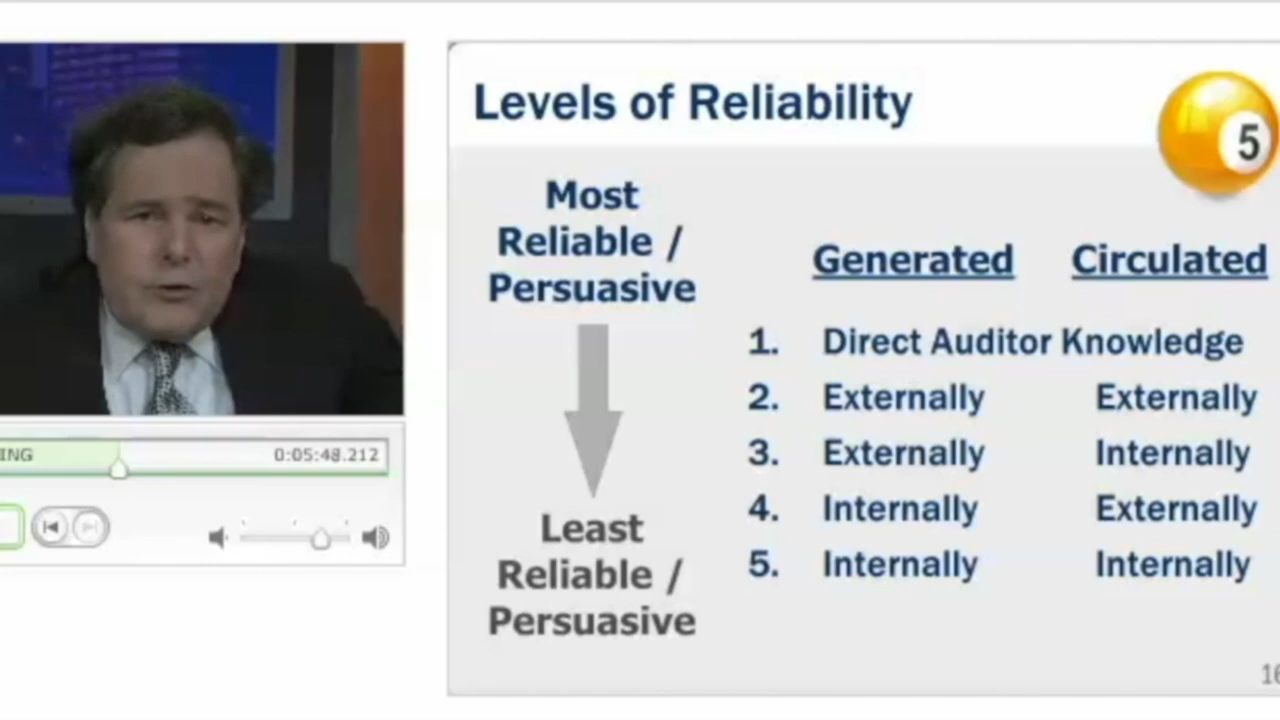 Levels of Reliability
5
Most
Reliable /
Persuasive
Generated Circulated
1. Direct Auditor Knowledge
2. Externally Externally
3. Externally Internally
4. Internally Externally
5. Internally Internally
Least
Reliable /
Persuasive
ING 0:05:48.212